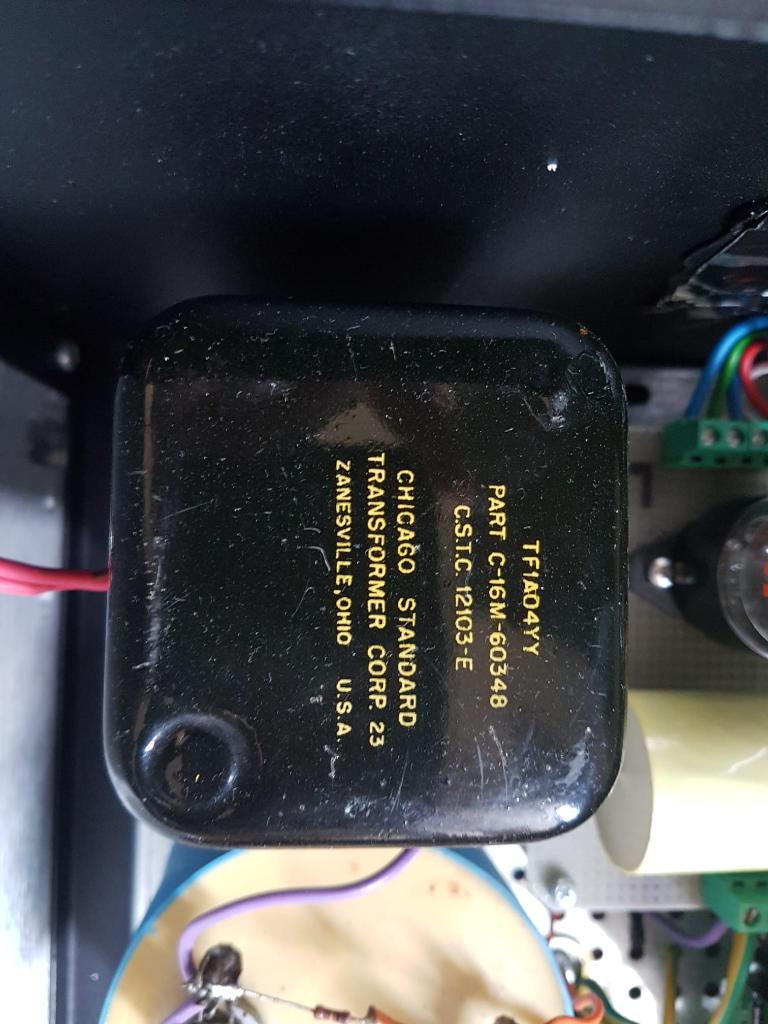 TF1A04YY
PART C-16M-60348
C.S.T.C. 12103-E
CHICAGO STANDARD
TRANSFORMER CORP. 23
ZANESVILLE, OHIO U.S.A.